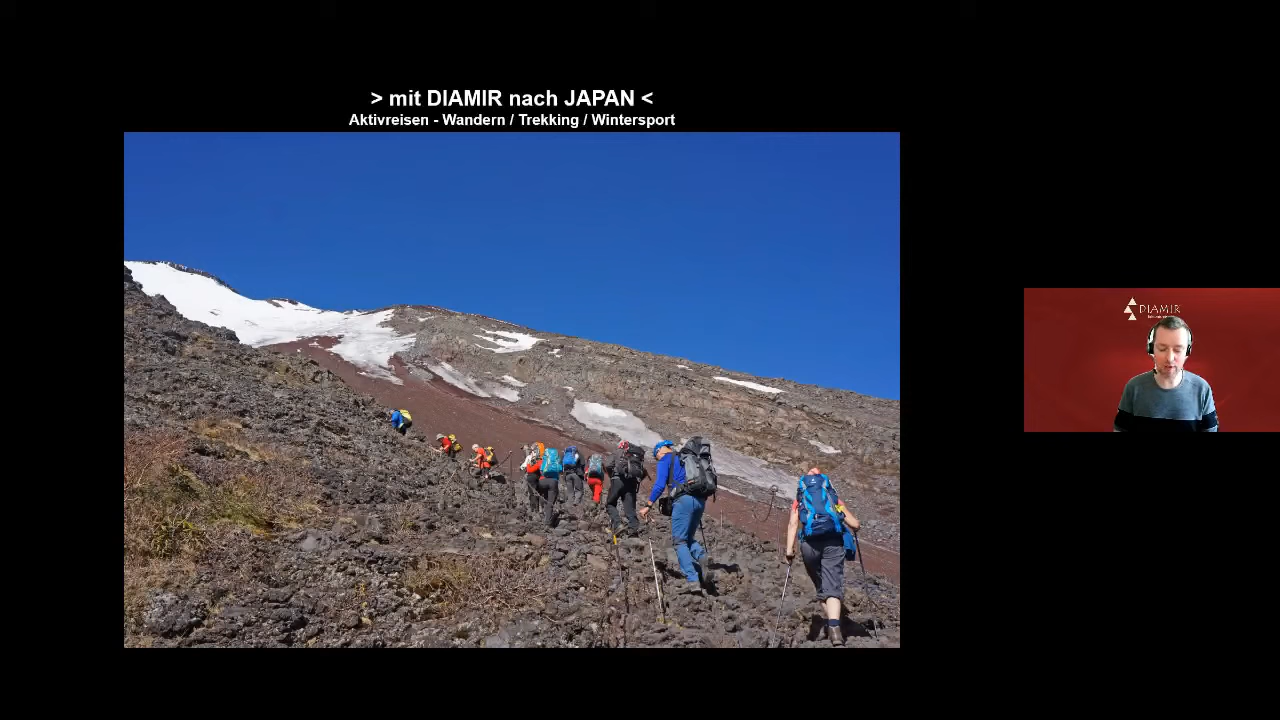 > mit DIAMIR nach JAPAN <
Aktivreisen - Wandern / Trekking / Wintersport
DIAMIR